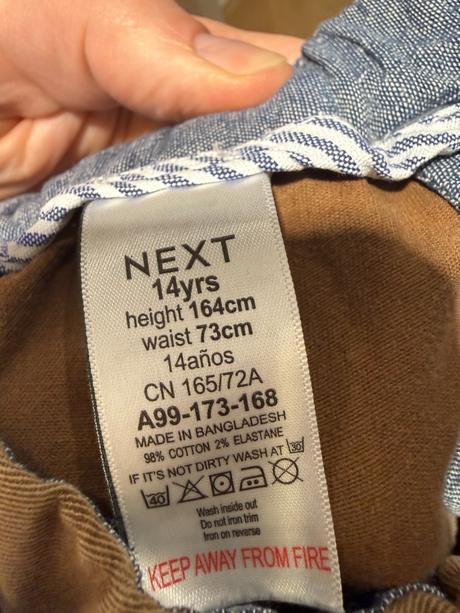 NEXT
14yrs
height 164cm
waist 73cm
14años
CN 165/72A
A99-173-168
MADE IN BANGLADESH
98% COTTON 2% ELASTANE
IF IT'S NOT DIRTY WASH AT 30
40
Wash inside out
Do not iron trim
Iron on reverse
KEEP AWAY FROM FIRE